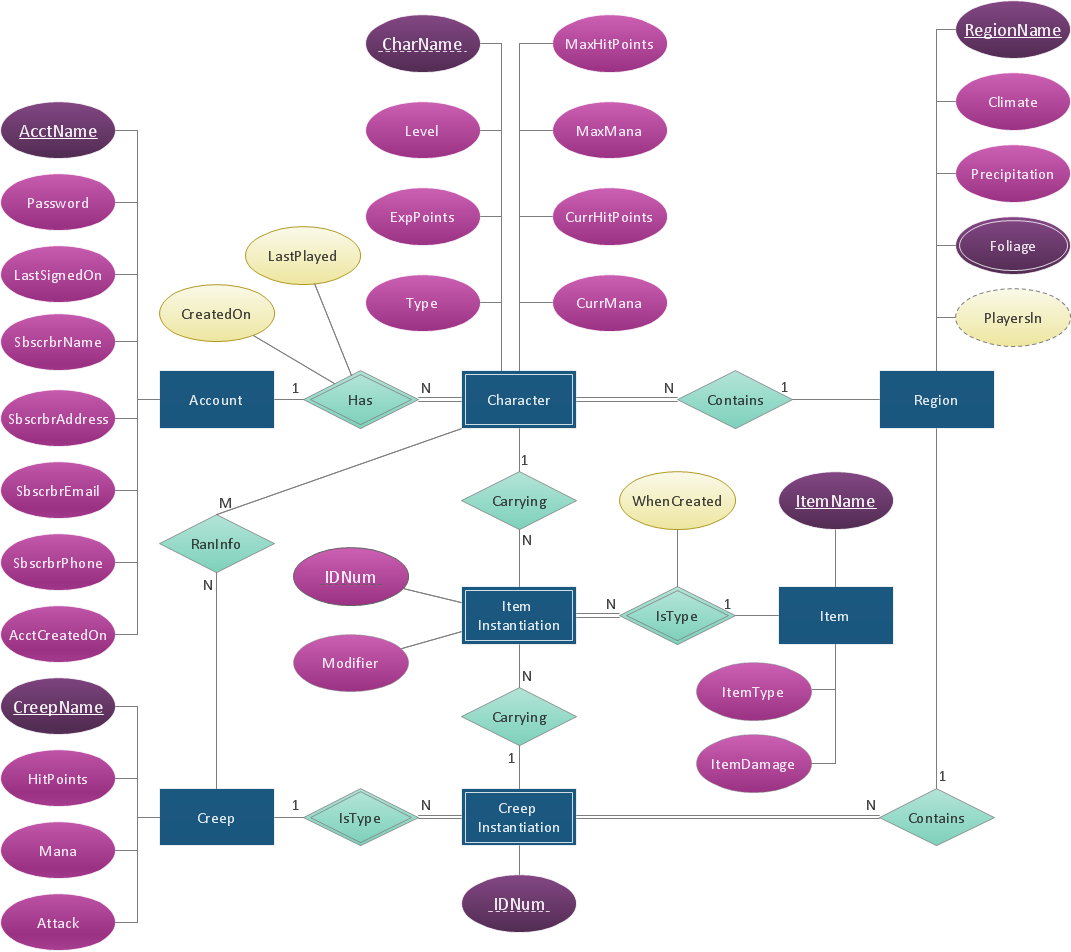 CharName
MaxHitPoints
RegionName
Climate
AcctName
Level
MaxMana
Password
Precipitation
ExpPoints
CurrHitPoints
LastPlayed
Foliage
LastSignedOn
CreatedOn
Type
CurrMana
PlayersIn
SbscrbrName
Account
1
Has
N
Character
N
Contains
1
Region
SbscrbrAddress
1
Carrying
WhenCreated
ItemName
SbscrbrEmail
M
RanInfo
N
N
SbscrbrPhone
IDNum
Item
Instantiation
N
IsType
1
Item
AcctCreatedOn
Modifier
N
ItemType
CreepName
Carrying
1
ItemDamage
HitPoints
1
Creep
1
IsType
N
Creep
Instantiation
N
Contains
Mana
IDNum
Attack